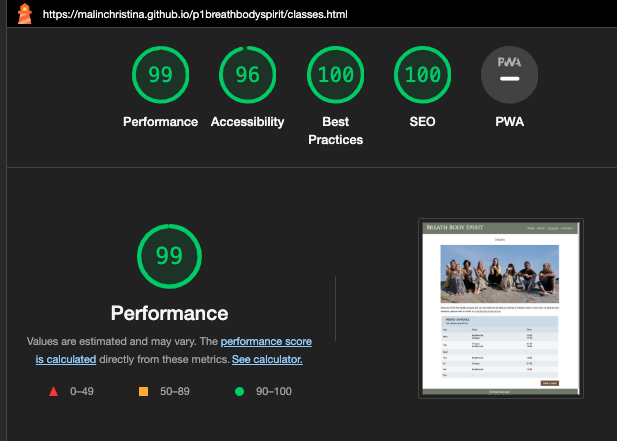 https://malinchristina.github.io/p1breathbodyspirit/classes.html
99
96
100
100
PWA
Performance
Accessibility
Best
Practices
SEO
PWA
99
Performance
Values are estimated and may vary. The performance score
is calculated directly from these metrics. See calculator.
0–49
50–89
90–100
BREATH BODY SPIRIT
Classes